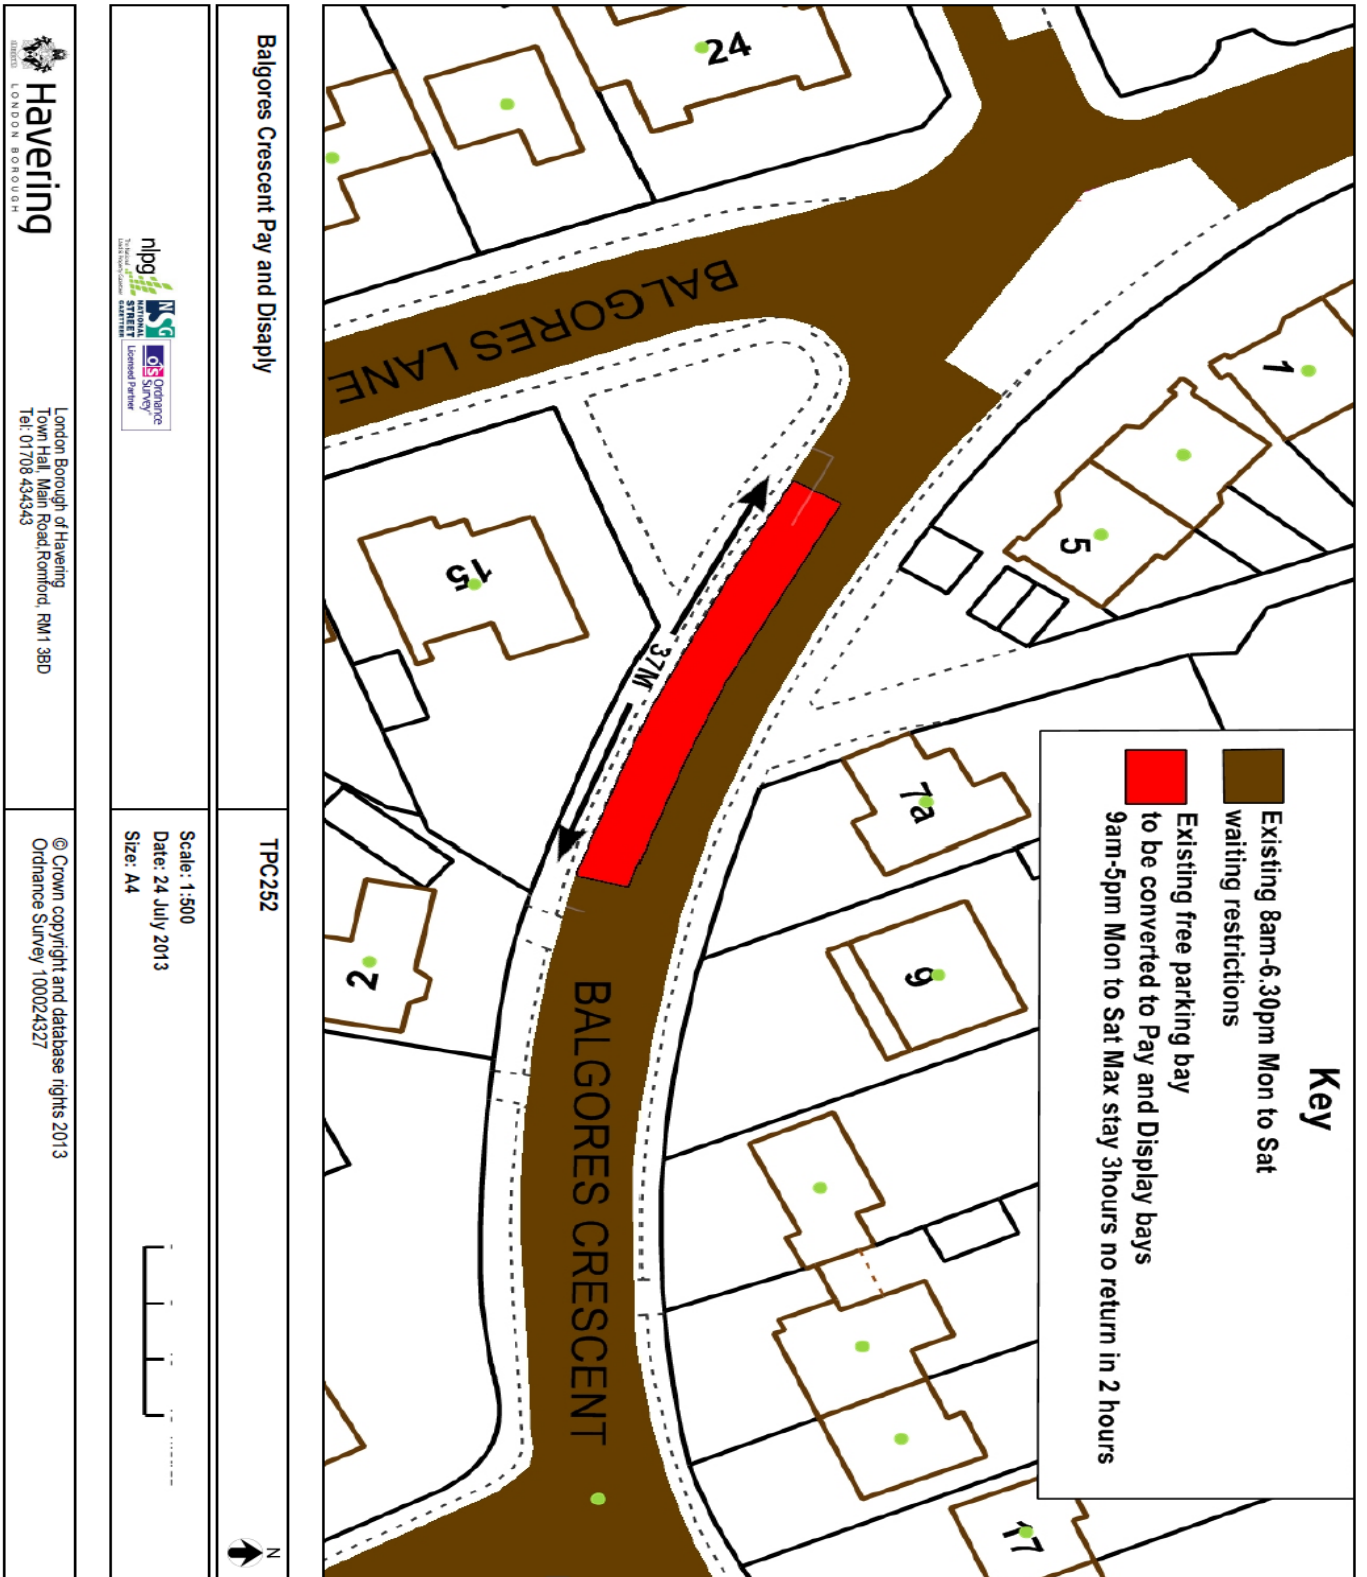 Key
Existing 8am-6.30pm Mon to Sat
waiting restrictions
Existing free parking bay
to be converted to Pay and Display bays
9am-5pm Mon to Sat Max stay 3hours no return in 2 hours
24
1
5
BALGORES LANE
15
37M
7a
9
2
BALGORES CRESCENT
17
Balgores Crescent Pay and Disaply
TPC252
N
nlpg
NSG
NATIONAL
STREET
GAZETTEER
Ordnance
Survey
Licensed Partner
Scale: 1:500
Date: 24 July 2013
Size: A4
Havering
LONDON BOROUGH
London Borough of Havering
Town Hall, Main Road,Romford, RM1 3BD
Tel: 01708 434343
© Crown copyright and database rights 2013
Ordnance Survey 100024327